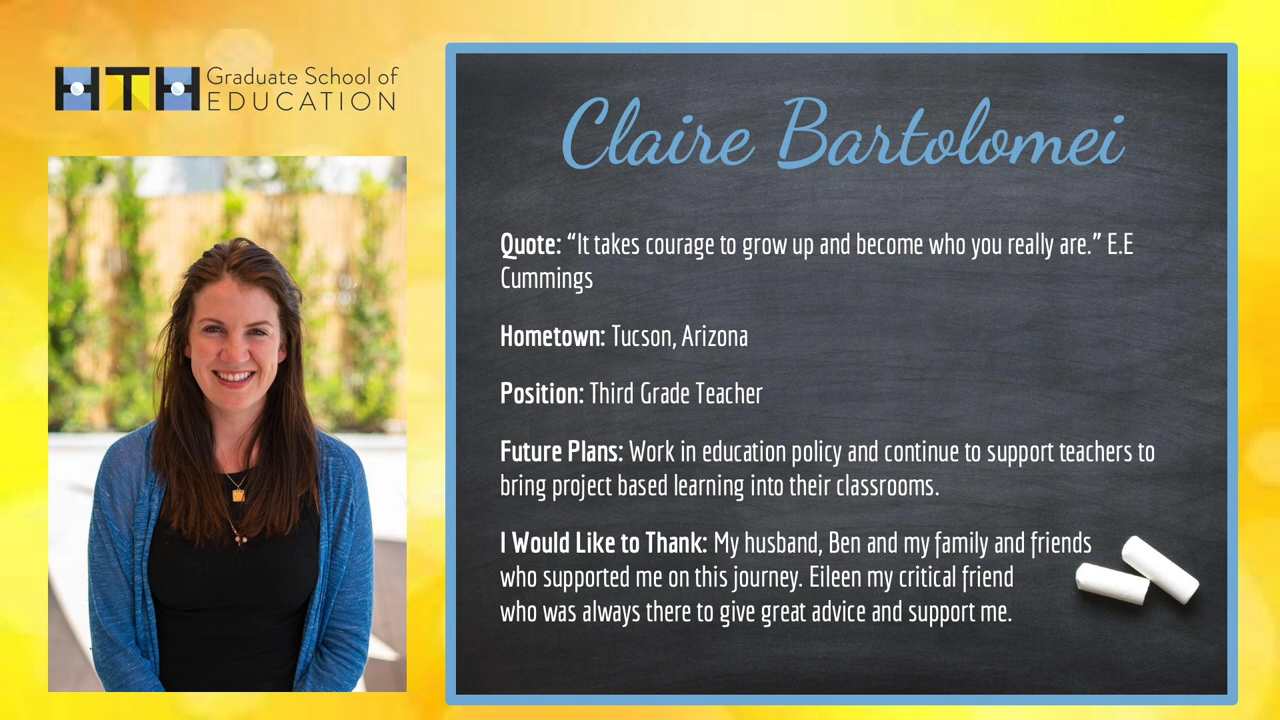 HTH Graduate School of
EDUCATION
Claire Bartolomei
Quote: “It takes courage to grow up and become who you really are.” E.E
Cummings
Hometown: Tucson, Arizona
Position: Third Grade Teacher
Future Plans: Work in education policy and continue to support teachers to
bring project based learning into their classrooms.
I Would Like to Thank: My husband, Ben and my family and friends
who supported me on this journey. Eileen my critical friend
who was always there to give great advice and support me.